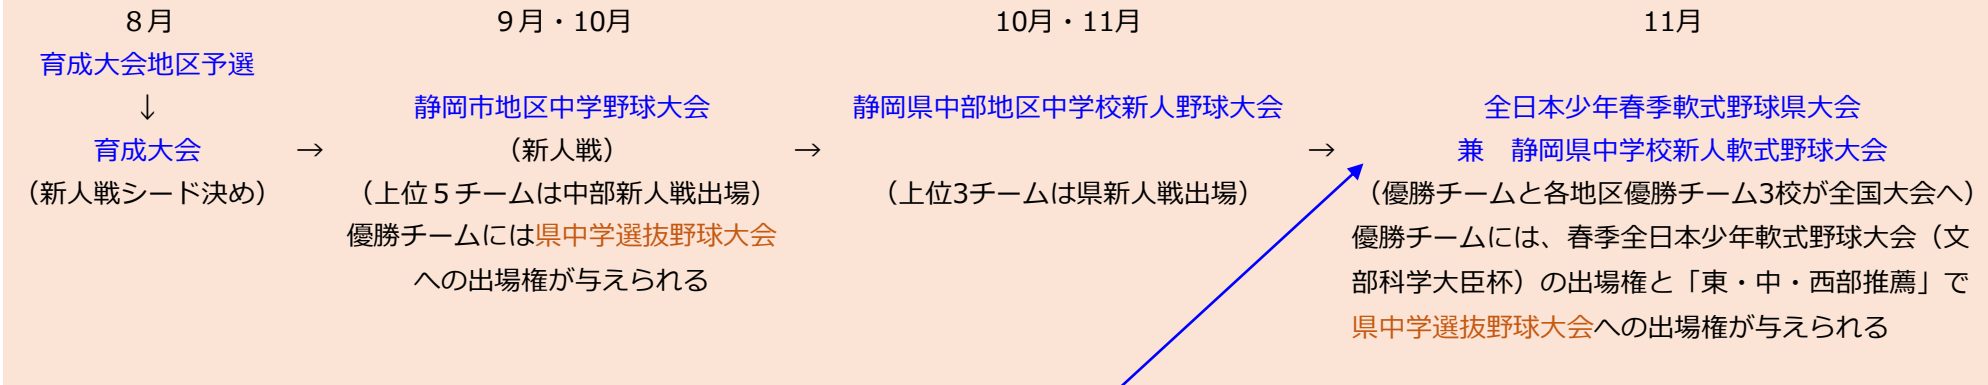 ８月
育成大会地区予選
↓
育成大会
（新人戦シード決め）
→
９月・10月
静岡市地区中学野球大会
（新人戦）
（上位５チームは中部新人戦出場）
優勝チームには県中学選抜野球大会
への出場権が与えられる
→
10月・11月
静岡県中部地区中学校新人野球大会
（上位3チームは県新人戦出場）
→
11月
全日本少年春季軟式野球県大会
兼　静岡県中学校新人軟式野球大会
（優勝チームと各地区優勝チーム3校が全国大会へ）
優勝チームには、春季全日本少年軟式野球大会（文
部科学大臣杯）の出場権と「東・中・西部推薦」で
県中学選抜野球大会への出場権が与えられる